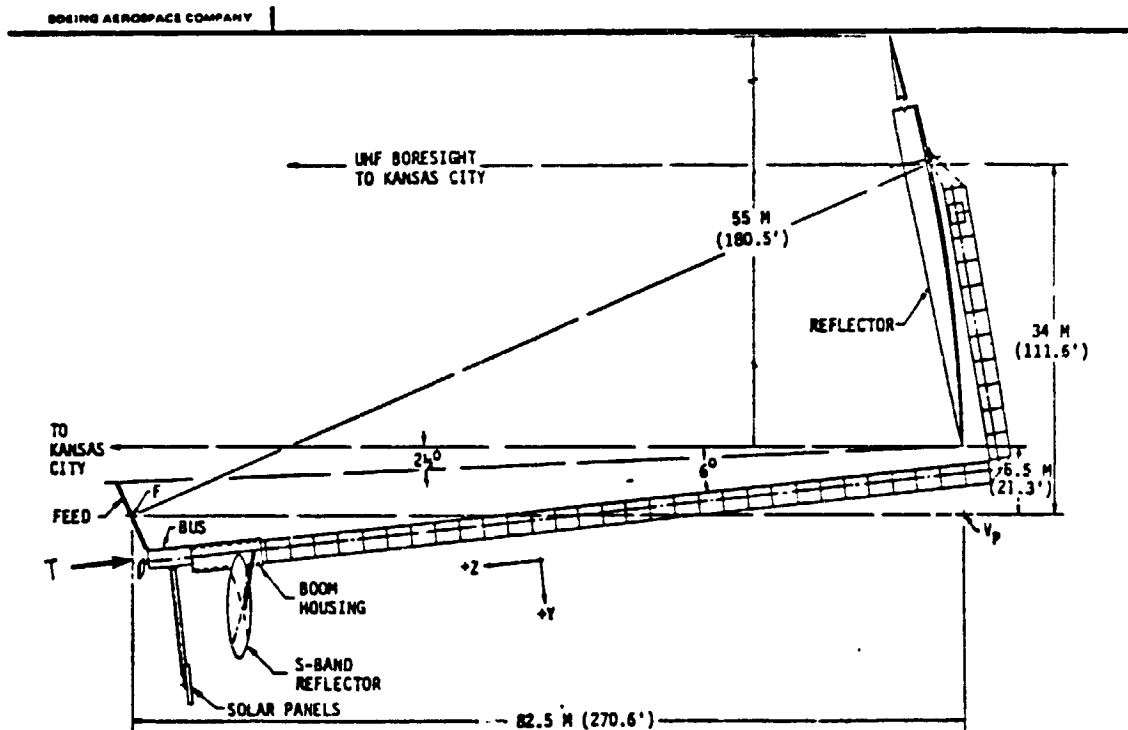 BOEING AEROSPACE COMPANY
UHF BORESIGHT
TO KANSAS CITY
55 M
(180.5')
REFLECTOR
34 M
(111.6')
TO
KANSAS
CITY
2½°
6°
6.5 M
(21.3')
F
FEED
BUS
V_P
T
+Z
+Y
BOOM
HOUSING
S-BAND
REFLECTOR
SOLAR PANELS
82.5 M (270.6')